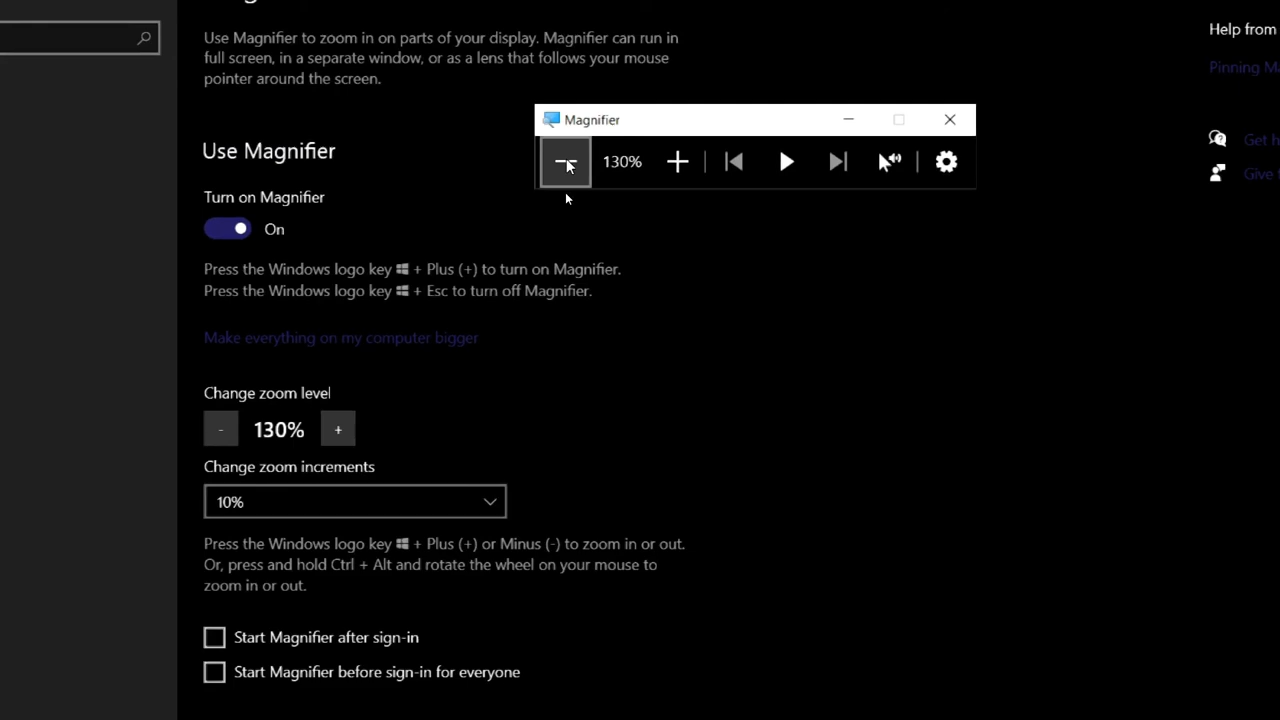 Use Magnifier to zoom in on parts of your display. Magnifier can run in
full screen, in a separate window, or as a lens that follows your mouse
pointer around the screen.
Help from
Pinning Ma
Magnifier
130%
Use Magnifier
Get h
Give f
Turn on Magnifier
On
Press the Windows logo key + Plus (+) to turn on Magnifier.
Press the Windows logo key + Esc to turn off Magnifier.
Make everything on my computer bigger
Change zoom level
- 130% +
Change zoom increments
10%
Press the Windows logo key + Plus (+) or Minus (-) to zoom in or out.
Or, press and hold Ctrl + Alt and rotate the wheel on your mouse to
zoom in or out.
Start Magnifier after sign-in
Start Magnifier before sign-in for everyone